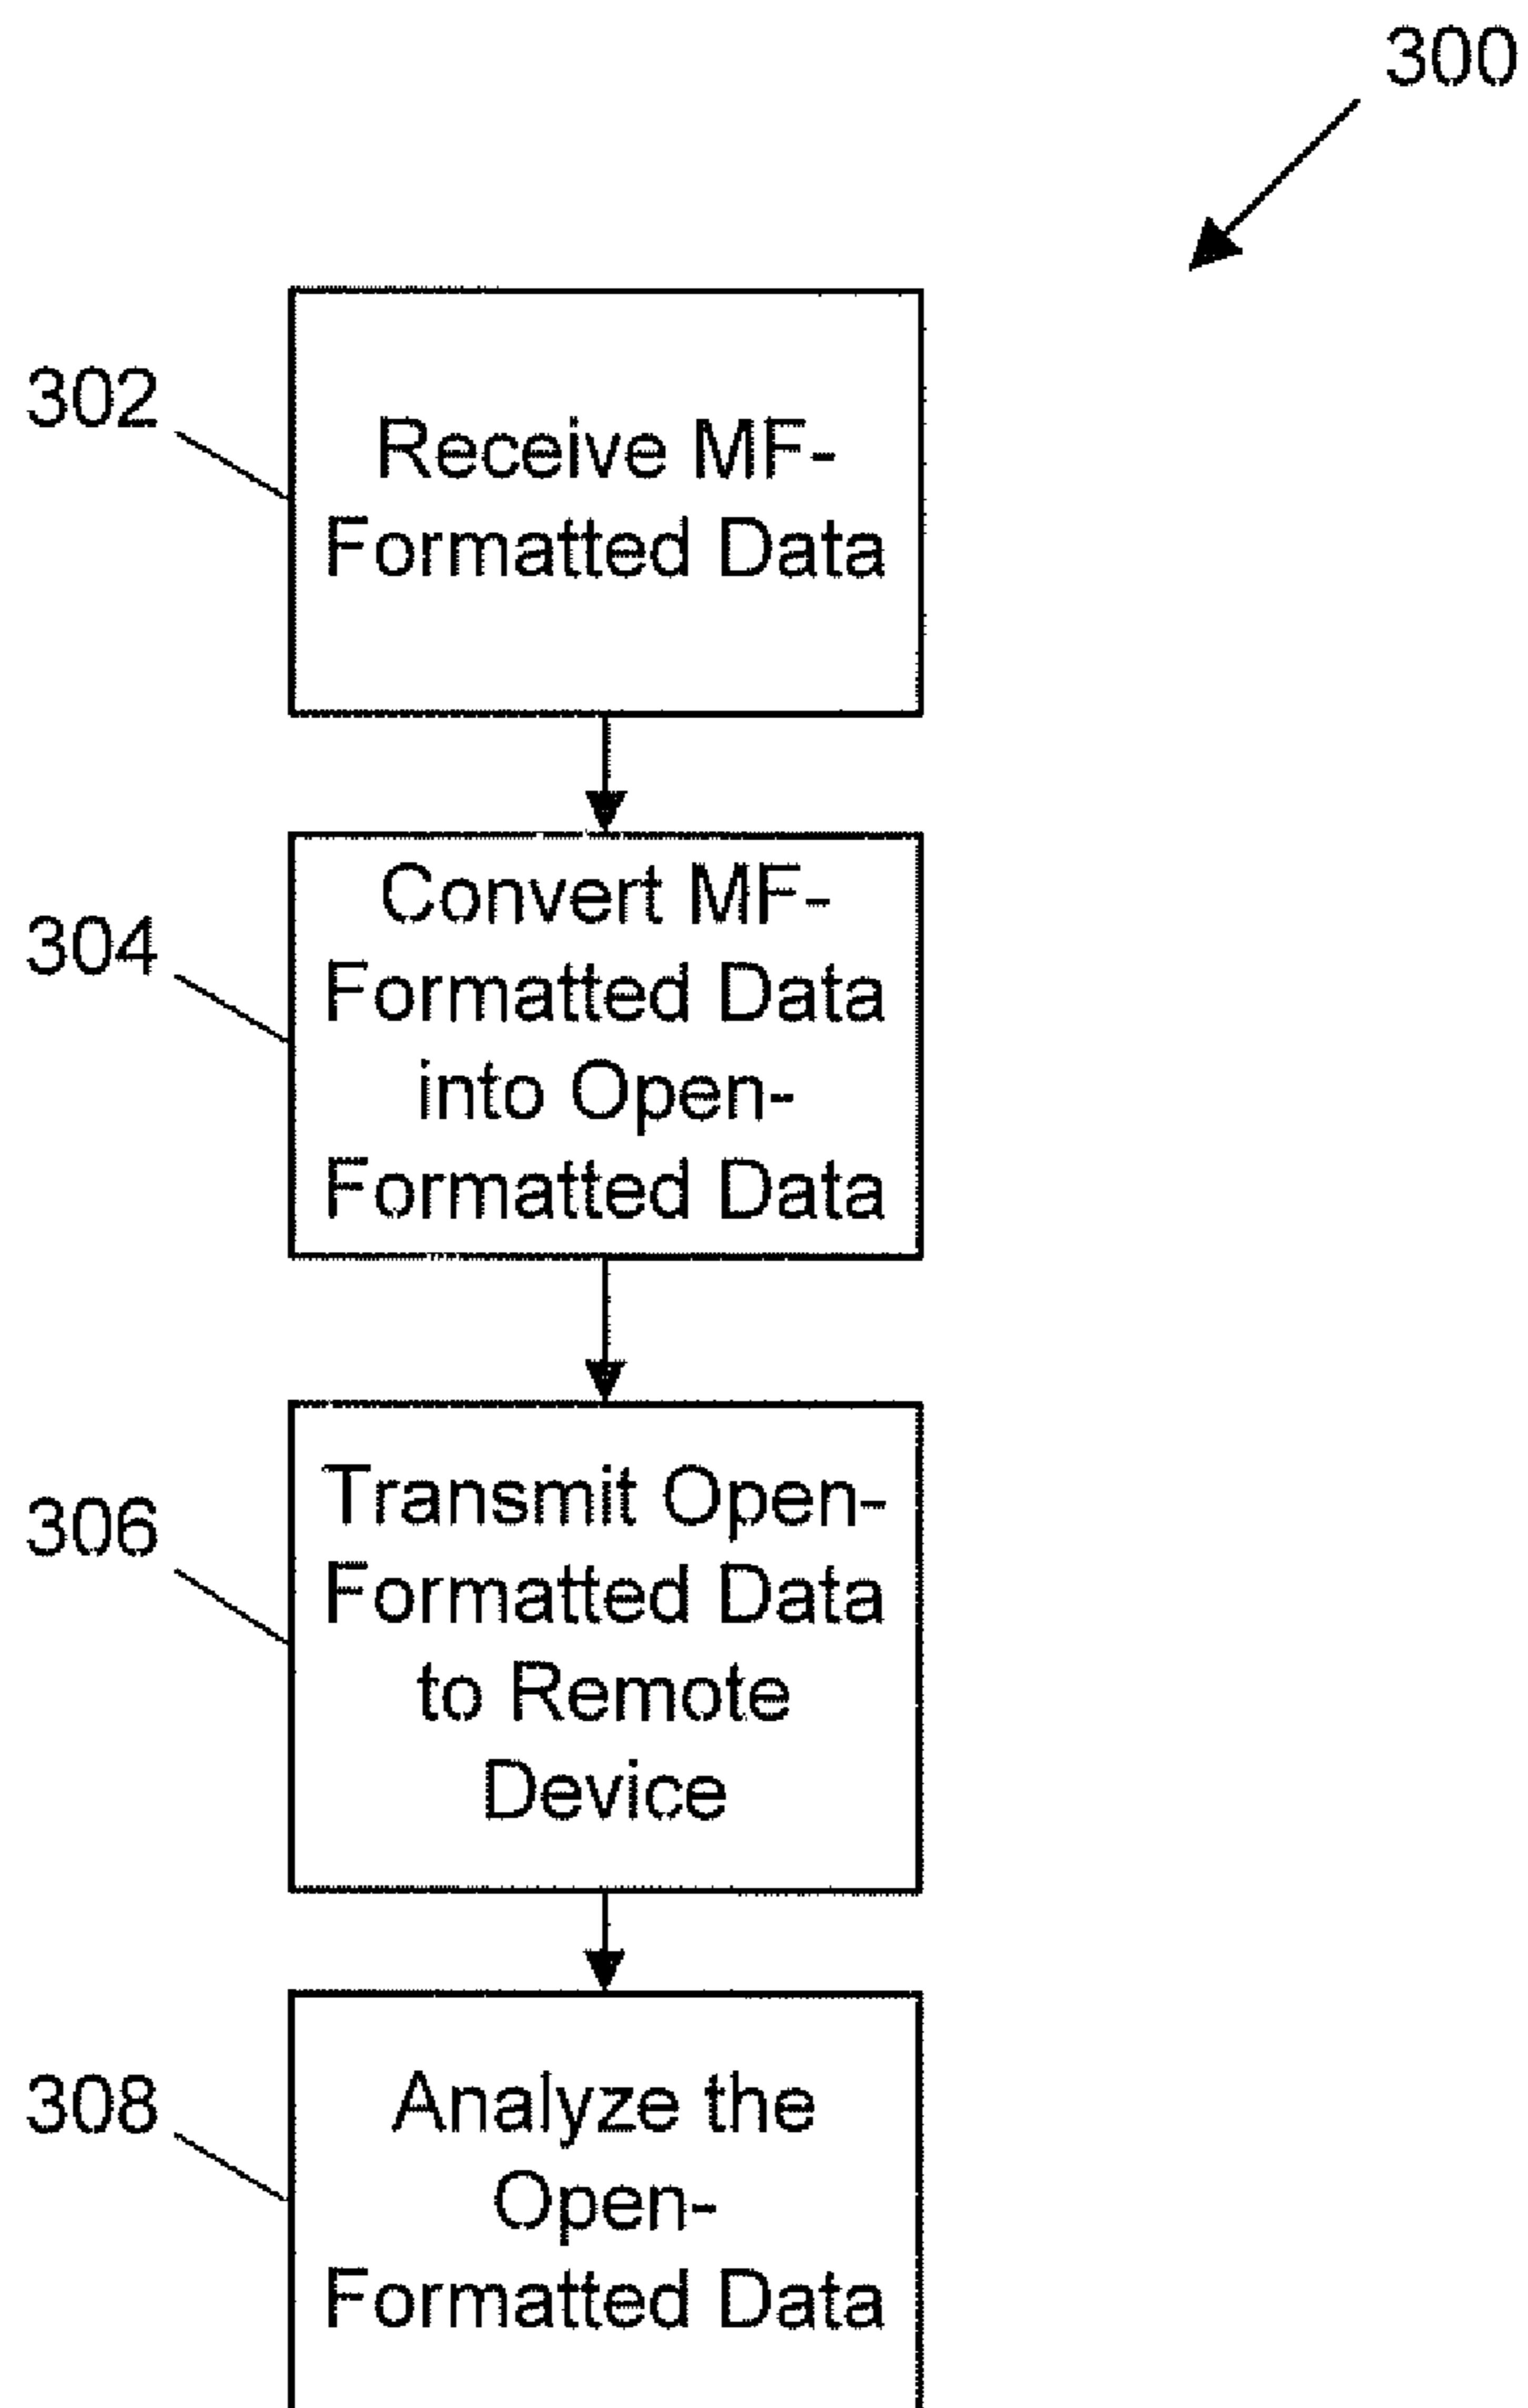 300
302
Receive MF-
Formatted Data
304
Convert MF-
Formatted Data
into Open-
Formatted Data
306
Transmit Open-
Formatted Data
to Remote
Device
308
Analyze the
Open-
Formatted Data